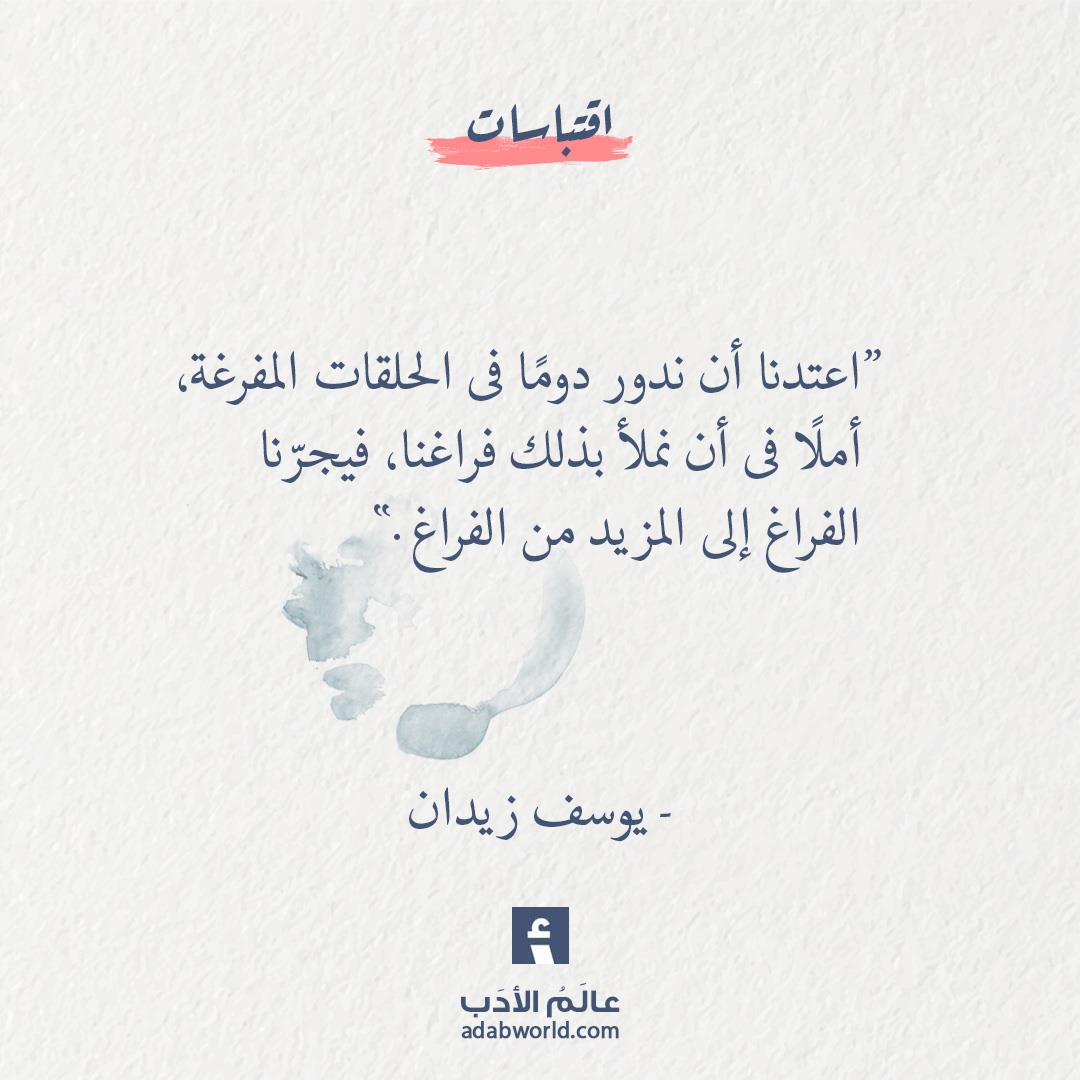 اقتباسات
”اعتدنا أن ندور دومًا فى الحلقات المفرغة،
أملًا فى أن نملأ بذلك فراغنا، فيجرّنا
الفراغ إلى المزيد من الفراغ.“
- يوسف زيدان
أ
عالَمُ الأدَب
adabworld.com